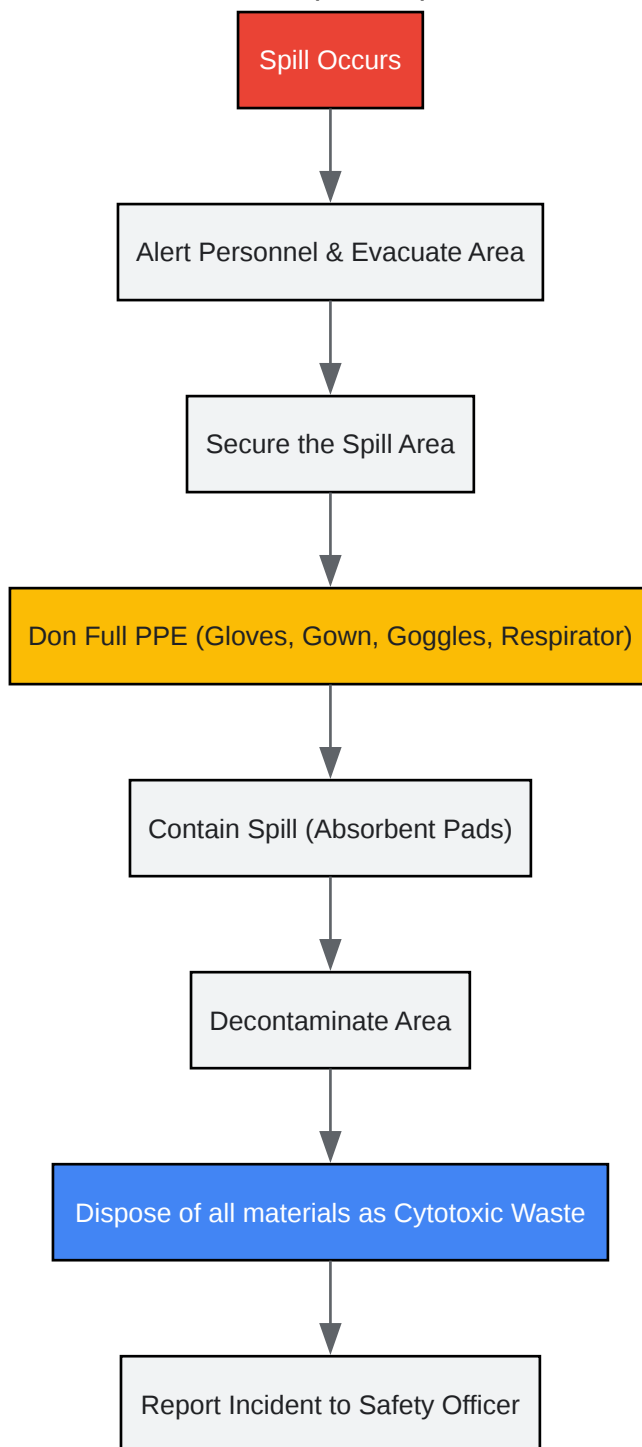 Spill Occurs
Alert Personnel & Evacuate Area
Secure the Spill Area
Don Full PPE (Gloves, Gown, Goggles, Respirator)
Contain Spill (Absorbent Pads)
Decontaminate Area
Dispose of all materials as Cytotoxic Waste
Report Incident to Safety Officer